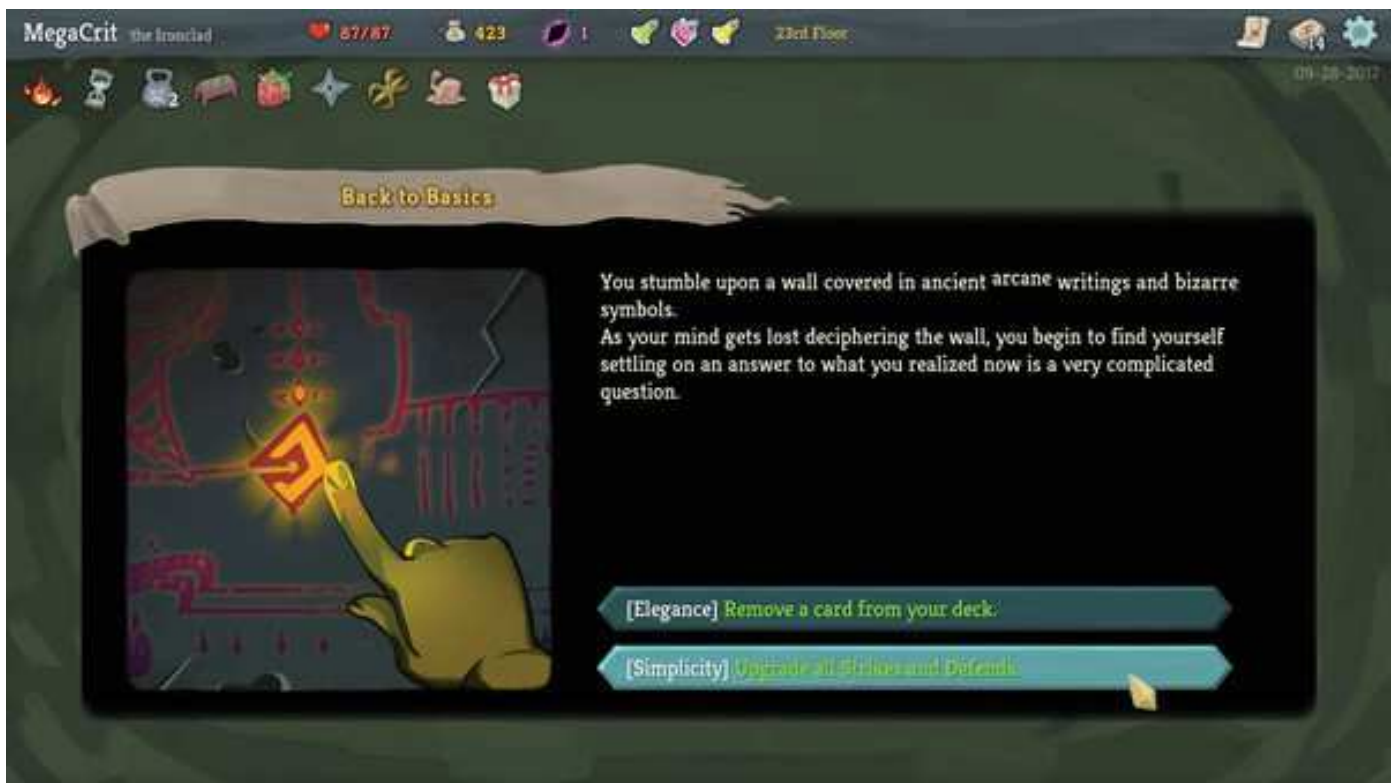 MegaCrit the Ironclad 87/87 423 1 23rd Floor 14
09-28-2017
2
Back to Basics
You stumble upon a wall covered in ancient arcane writings and bizarre
symbols.
As your mind gets lost deciphering the wall, you begin to find yourself
settling on an answer to what you realized now is a very complicated
question.
[Elegance] Remove a card from your deck.
[Simplicity] Upgrade all Strikes and Defends.